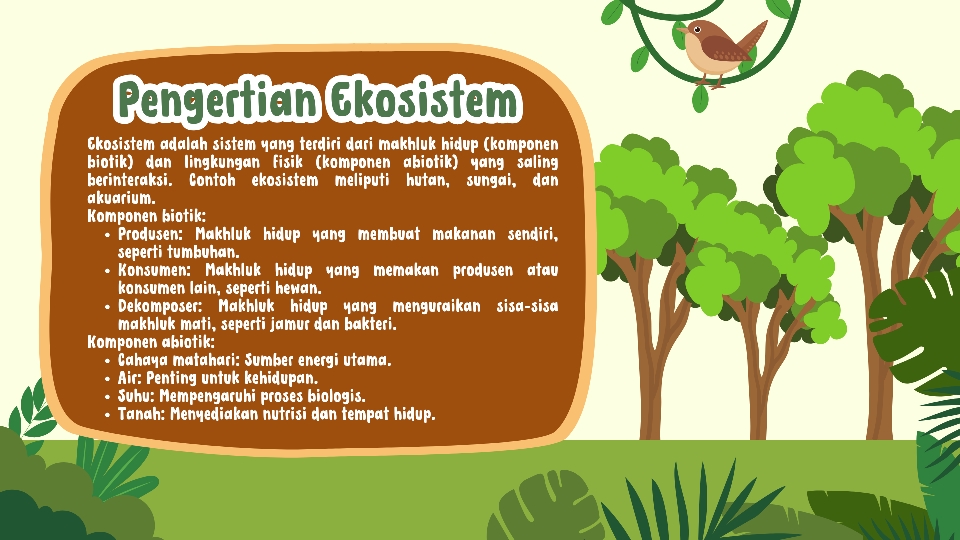 Pengertian Ekosistem
Ekosistem adalah sistem yang terdiri dari makhluk hidup (komponen
biotik) dan lingkungan fisik (komponen abiotik) yang saling
berinteraksi. Contoh ekosistem meliputi hutan, sungai, dan
akuarium.
Komponen biotik:
• Produsen: Makhluk hidup yang membuat makanan sendiri,
seperti tumbuhan.
• Konsumen: Makhluk hidup yang memakan produsen atau
konsumen lain, seperti hewan.
• Dekomposer: Makhluk hidup yang menguraikan sisa-sisa
makhluk mati, seperti jamur dan bakteri.
Komponen abiotik:
• Cahaya matahari: Sumber energi utama.
• Air: Penting untuk kehidupan.
• Suhu: Mempengaruhi proses biologis.
• Tanah: Menyediakan nutrisi dan tempat hidup.